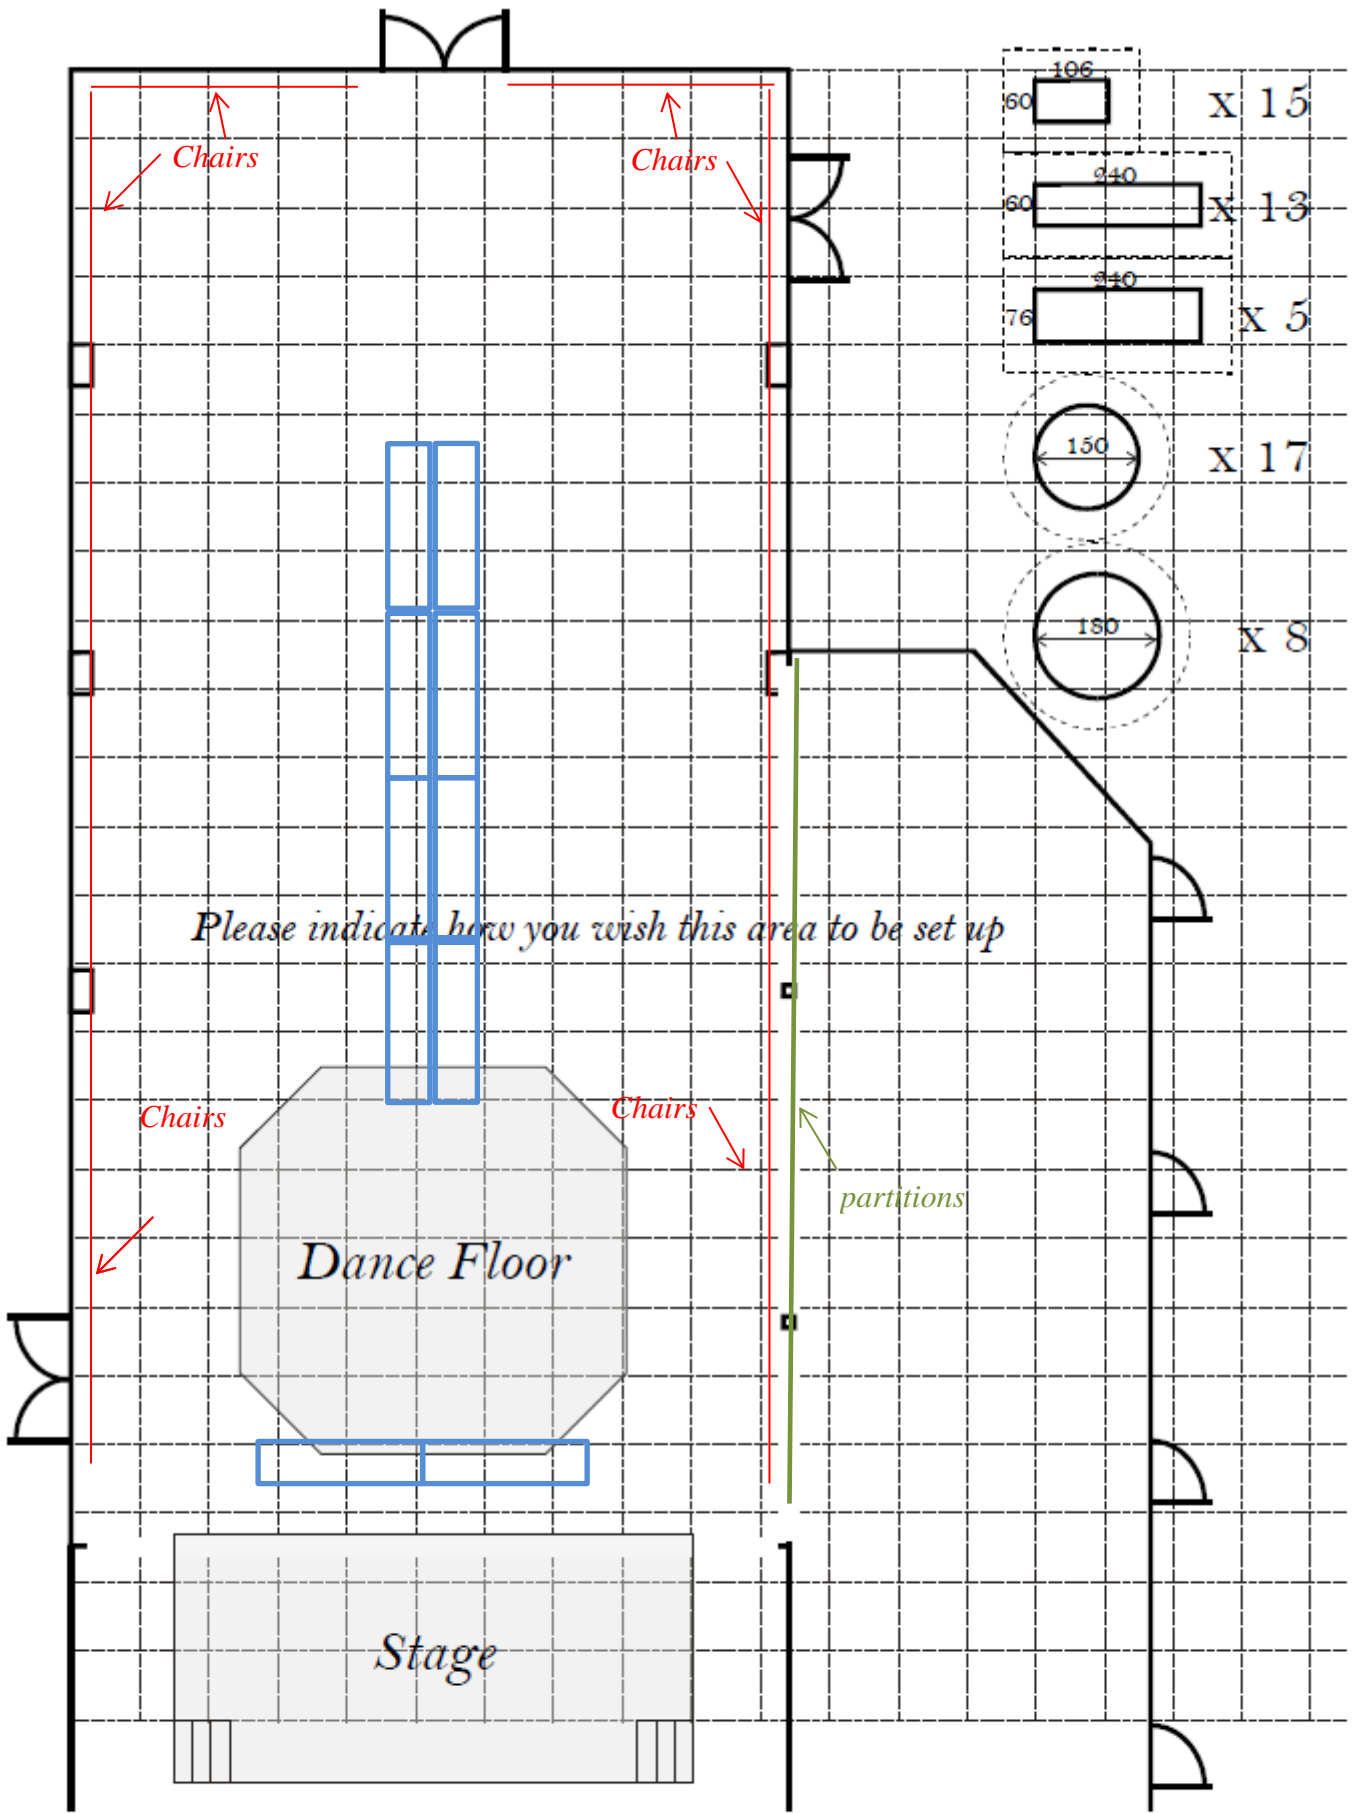 106
60
x 15
Chairs
Chairs
240
60
x 13
240
76
x 5
150
x 17
180
x 8
Please indicate how you wish this area to be set up
Chairs
Chairs
partitions
Dance Floor
Stage